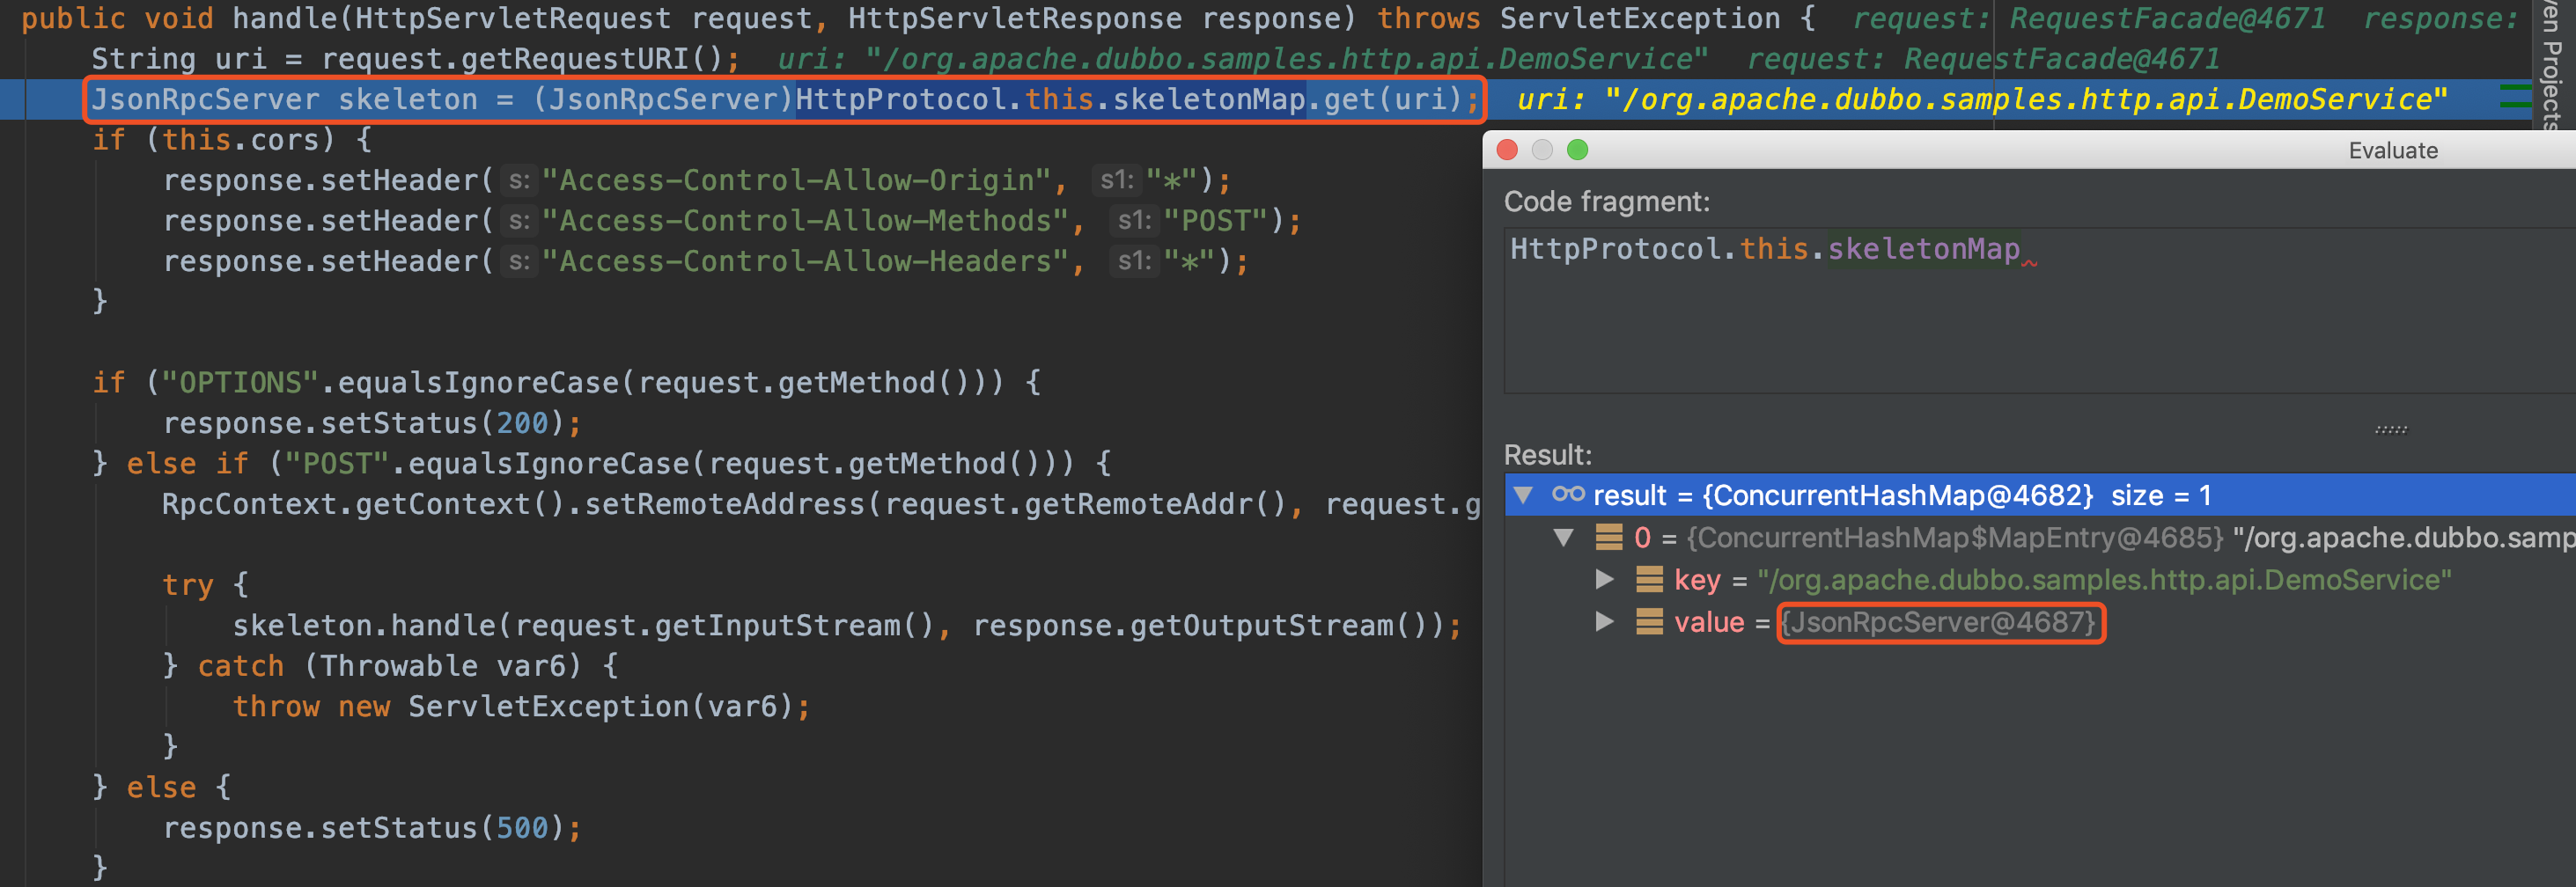 public void handle(HttpServletRequest request, HttpServletResponse response) throws ServletException {  request: RequestFacade@4671  response:
String uri = request.getRequestURI();  uri: "/org.apache.dubbo.samples.http.api.DemoService"  request: RequestFacade@4671
JsonRpcServer skeleton = (JsonRpcServer)HttpProtocol.this.skeletonMap.get(uri);  uri: "/org.apache.dubbo.samples.http.api.DemoService"
if (this.cors) {
response.setHeader( s: "Access-Control-Allow-Origin",  s1: "*");
response.setHeader( s: "Access-Control-Allow-Methods",  s1: "POST");
response.setHeader( s: "Access-Control-Allow-Headers",  s1: "*");
}
if ("OPTIONS".equalsIgnoreCase(request.getMethod())) {
response.setStatus(200);
} else if ("POST".equalsIgnoreCase(request.getMethod())) {
RpcContext.getContext().setRemoteAddress(request.getRemoteAddr(), request.g
try {
skeleton.handle(request.getInputStream(), response.getOutputStream());
} catch (Throwable var6) {
throw new ServletException(var6);
}
} else {
response.setStatus(500);
}
Projects
Evaluate
Code fragment:
HttpProtocol.this.skeletonMap
Result:
result = {ConcurrentHashMap@4682}  size = 1
0 = {ConcurrentHashMap$MapEntry@4685} "/org.apache.dubbo.samp
key = "/org.apache.dubbo.samples.http.api.DemoService"
value = {JsonRpcServer@4687}